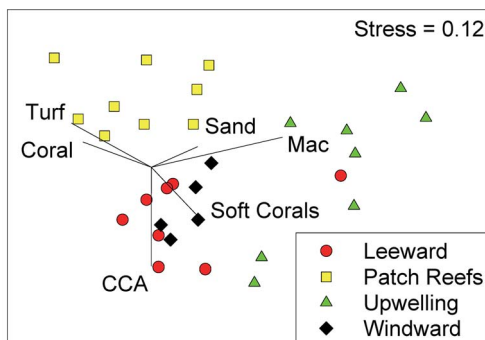 Stress = 0.12
Turf
Sand
Coral
Mac
Soft Corals
CCA
Leeward
Patch Reefs
Upwelling
Windward